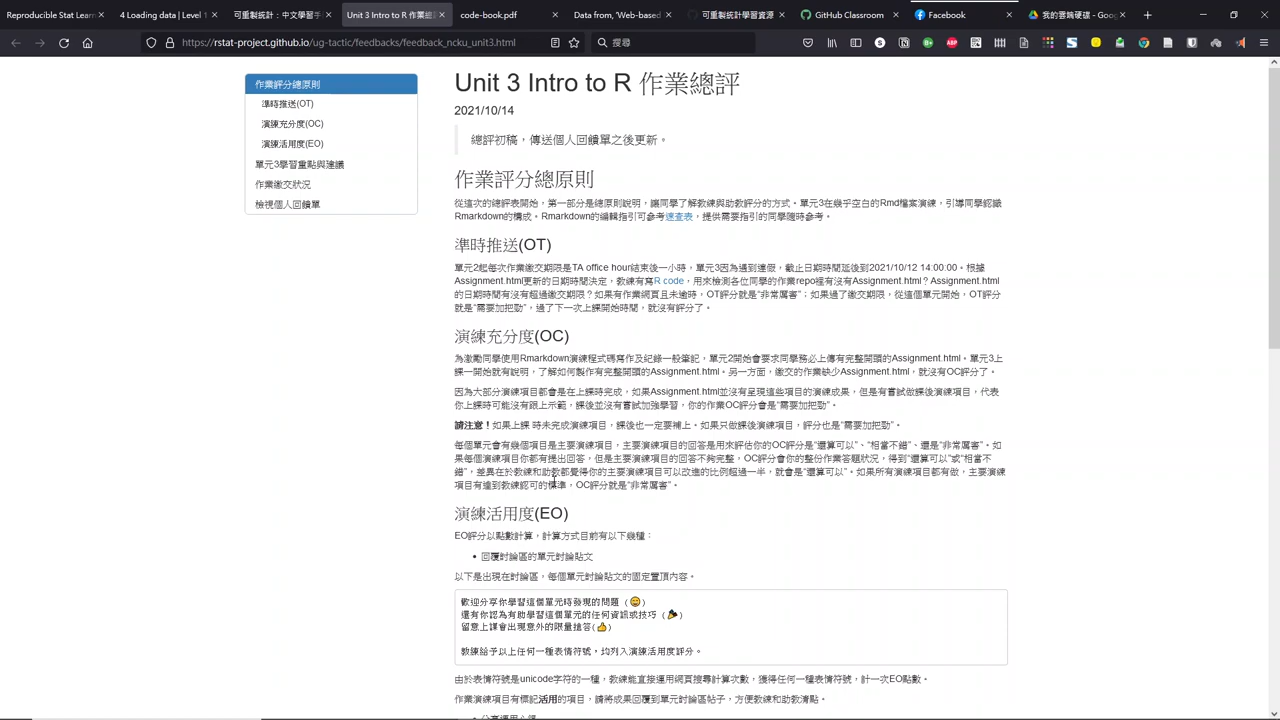 Reproducible Stat Learn
4 Loading data | Level 1
可重製統計：中文學習手
Unit 3 Intro to R 作業總評
code-book.pdf
Data from, 'Web-based
可重製統計學習資源
GitHub Classroom
Facebook
我的雲端硬碟 - Goo
https://rstat-project.github.io/ug-tactic/feedbacks/feedback_ncku_unit3.html
搜尋
作業評分總原則
準時推送(OT)
演練充分度(OC)
演練活用度(EO)
單元3學習重點與建議
作業繳交狀況
檢視個人回饋單
Unit 3 Intro to R 作業總評
2021/10/14
總評初稿，傳送個人回饋單之後更新。
作業評分總原則
從這次的總評表開始，第一部分是總原則說明，讓同學了解教練與助教評分的方式。單元3在幾乎空白的Rmd檔案演練，引導同學認識
Rmarkdown的構成。Rmarkdown的編輯指引可參考速查表，提供需要指引的同學隨時參考。
準時推送(OT)
單元2起每次作業繳交期限是TA office hour結束後一小時，單元3因為遇到連假，截止日期時間延後到2021/10/12 14:00:00。根據
Assignment.html更新的日期時間決定，教練有寫R code，用來檢測各位同學的作業repo裡有沒有Assignment.html？Assignment.html
的日期時間有沒有超過繳交期限？如果有作業網頁且未逾時，OT評分就是“非常厲害”；如果過了繳交期限，從這個單元開始，OT評分
就是“需要加把勁”，過了下一次上課開始時間，就沒有評分了。
演練充分度(OC)
為激勵同學使用Rmarkdown演練程式碼寫作及紀錄一般筆記，單元2開始會要求同學務必上傳有完整開頭的Assignment.html。單元3上
課一開始就有說明，了解如何製作有完整開頭的Assignment.html。另一方面，繳交的作業缺少Assignment.html，就沒有OC評分了。
因為大部分演練項目都會是在上課時完成，如果Assignment.html並沒有呈現這些項目的演練成果，但是有嘗試做課後演練項目，代表
你上課時可能沒有跟上示範，課後並沒有嘗試加強學習，你的作業OC評分會是“需要加把勁”。
請注意！如果上課 時未完成演練項目，課後也一定要補上。如果只做課後演練項目，評分也是“需要加把勁”。
每個單元會有幾個項目是主要演練項目，主要演練項目的回答是用來評估你的OC評分是“還算可以”、“相當不錯”、還是“非常厲害”。如
果每個演練項目你都有提出回答，但是主要演練項目的回答不夠完整，OC評分會你的整份作業答題狀況，得到“還算可以”或“相當不
錯”，差異在於教練和助教都覺得你的主要演練項目可以改進的比例超過一半，就會是“還算可以”。如果所有演練項目都有做，主要演練
項目有達到教練認可的標準，OC評分就是“非常厲害”。
演練活用度(EO)
EO評分以點數計算，計算方式目前有以下幾種：
• 回覆討論區的單元討論貼文
以下是出現在討論區，每個單元討論貼文的固定置頂內容。
歡迎分享你學習這個單元時發現的問題 (😄)
還有你認為有助學習這個單元的任何資訊或技巧 (🎉)
留意上課會出現意外的限量搶答(👍)
教練給予以上任何一種表情符號，均列入演練活用度評分。
由於表情符號是unicode字符的一種，教練能直接運用網頁搜尋計算次數，獲得任何一種表情符號，計一次EO點數。
作業演練項目有標記活用的項目，請將成果回覆到單元討論區帖子，方便教練和助教清點。